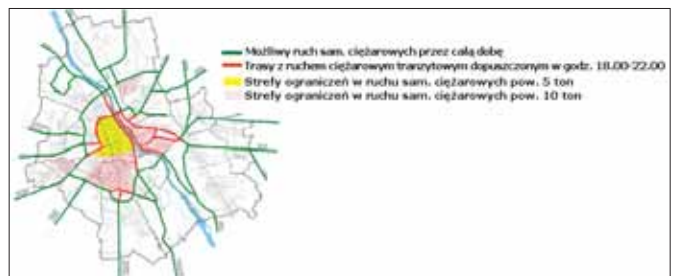 Możliwy ruch sam. ciężarowych przez całą dobę
Trasy z ruchem ciężarowym tranzytowym dopuszczonym w godz. 18.00-22.00
Strefy ograniczeń w ruchu sam. ciężarowych pow. 5 ton
Strefy ograniczeń w ruchu sam. ciężarowych pow. 10 ton